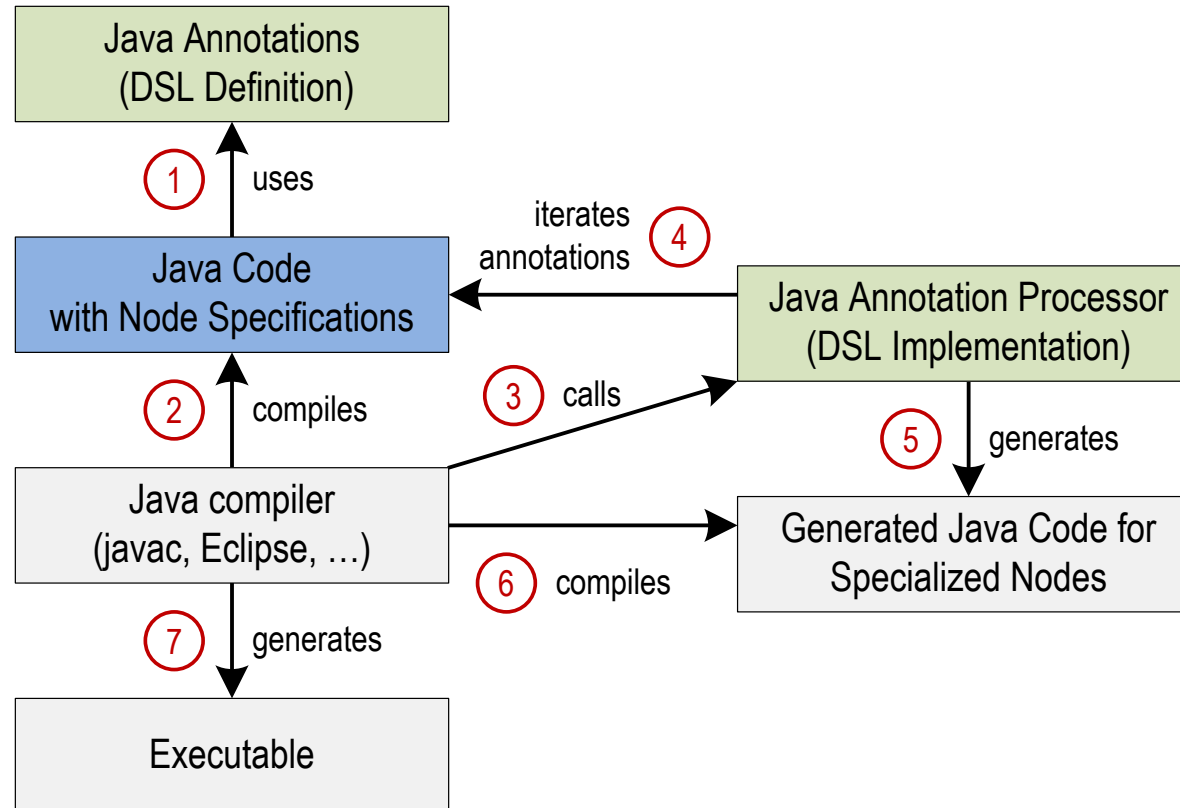 Java Annotations
(DSL Definition)
1
uses
iterates
annotations
4
Java Code
with Node Specifications
Java Annotation Processor
(DSL Implementation)
2
compiles
3
calls
5
generates
Java compiler
(javac, Eclipse, …)
Generated Java Code for
Specialized Nodes
6
compiles
7
generates
Executable